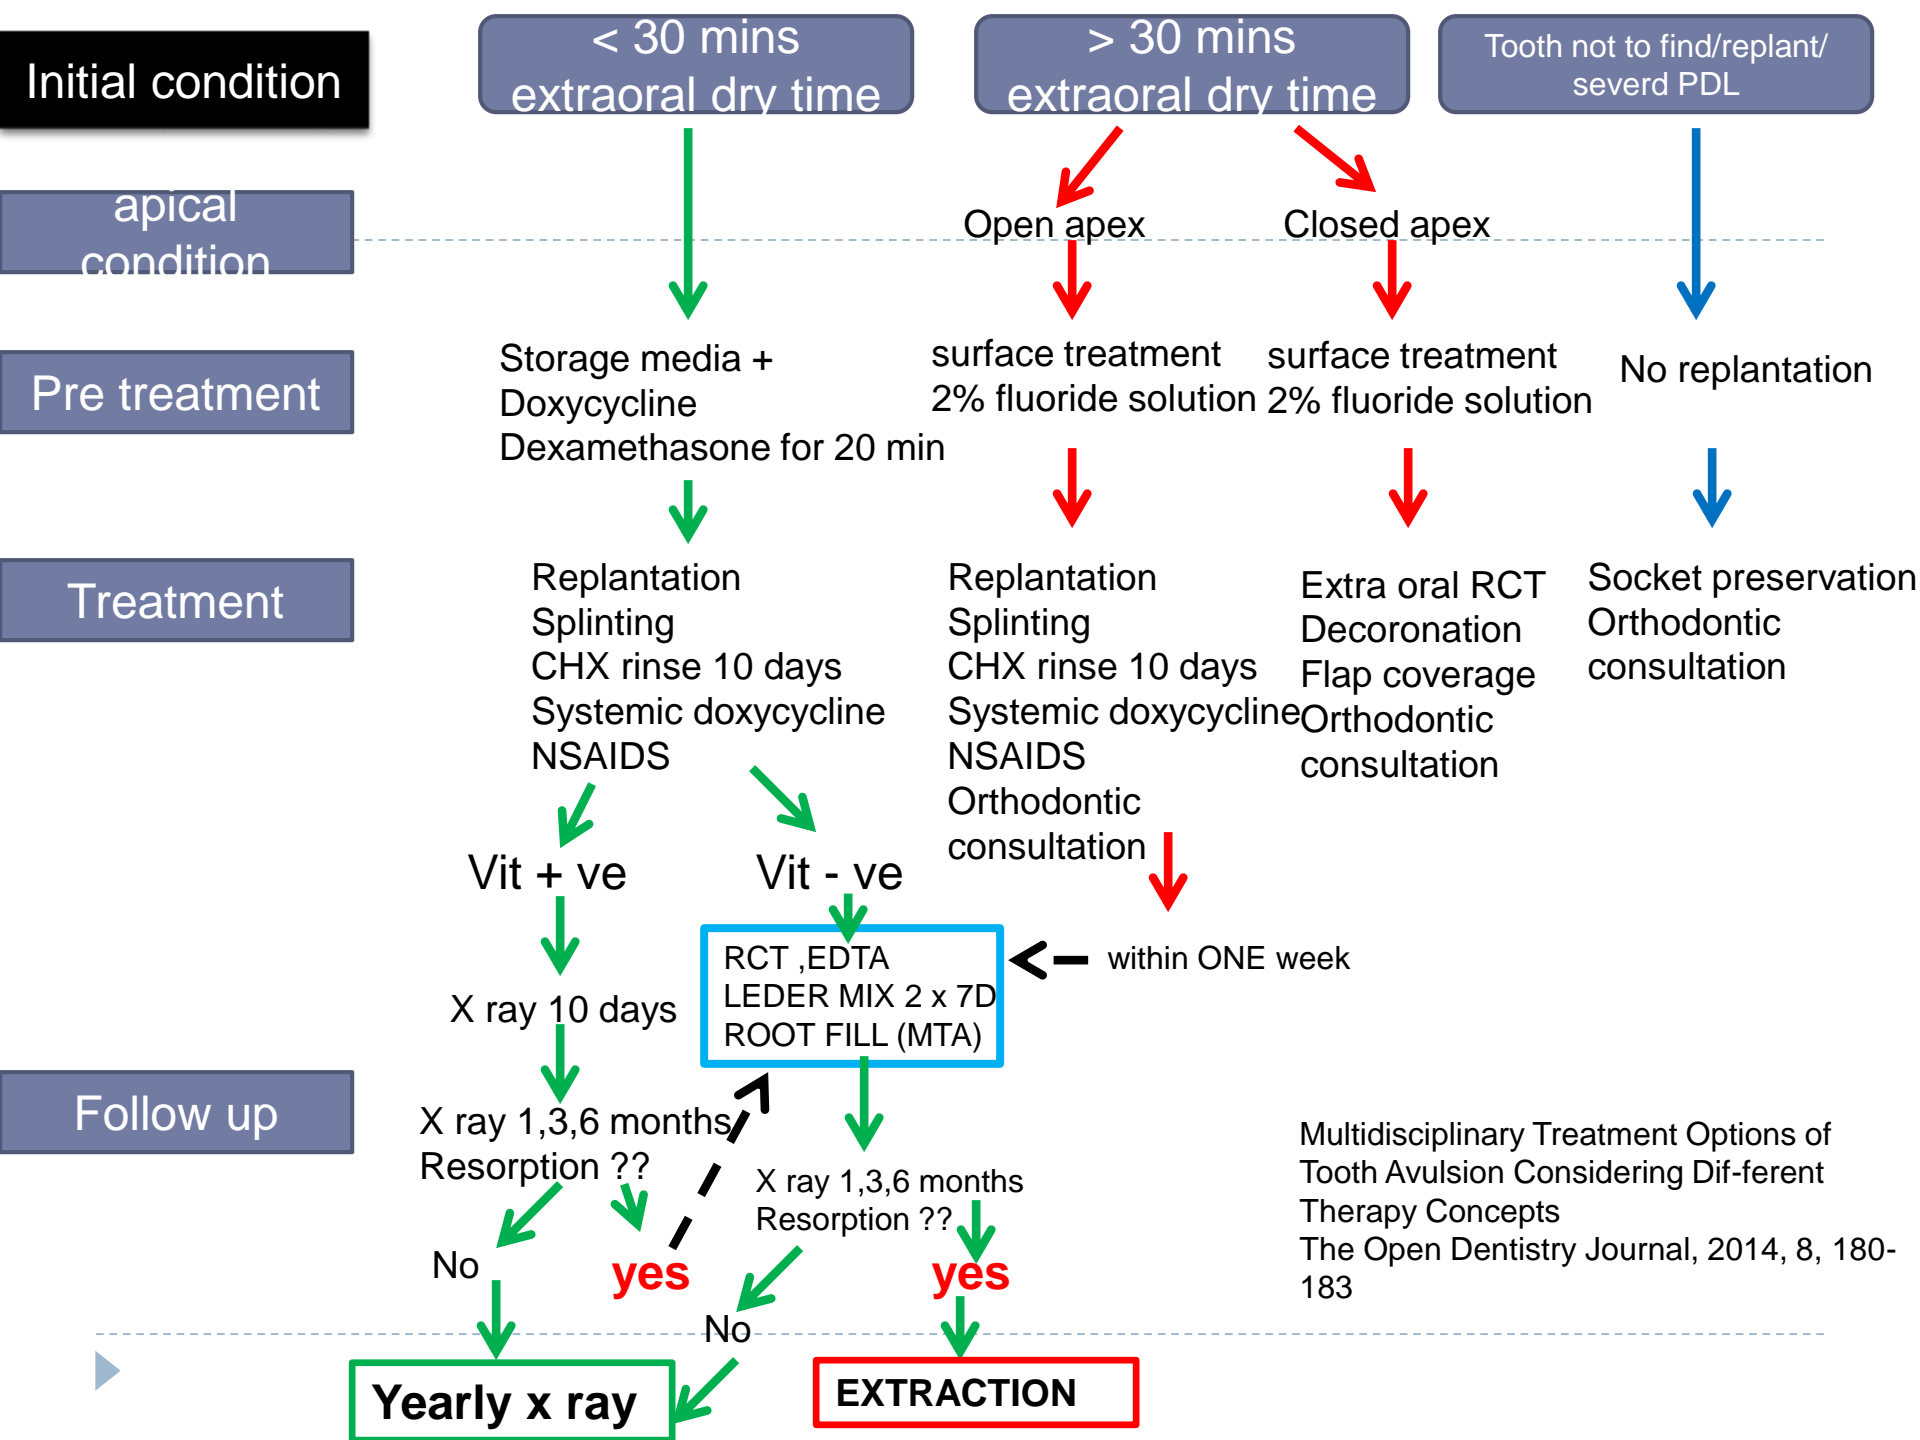 Initial condition
< 30 mins
extraoral dry time
> 30 mins
extraoral dry time
Tooth not to find/replant/
severd PDL
apical
condition
Open apex
Closed apex
Pre treatment
Storage media +
Doxycycline
Dexamethasone for 20 min
surface treatment
2% fluoride solution
surface treatment
2% fluoride solution
No replantation
Treatment
Replantation
Splinting
CHX rinse 10 days
Systemic doxycycline
NSAIDS
Replantation
Splinting
CHX rinse 10 days
Systemic doxycycline
NSAIDS
Orthodontic
consultation
Extra oral RCT
Decoronation
Flap coverage
Orthodontic
consultation
Socket preservation
Orthodontic
consultation
Vit + ve
Vit - ve
RCT ,EDTA
LEDER MIX 2 x 7D
ROOT FILL (MTA)
within ONE week
X ray 10 days
Follow up
X ray 1,3,6 months
Resorption ??
X ray 1,3,6 months
Resorption ??
No
yes
yes
No
Yearly x ray
EXTRACTION
Multidisciplinary Treatment Options of
Tooth Avulsion Considering Dif-ferent
Therapy Concepts
The Open Dentistry Journal, 2014, 8, 180-
183